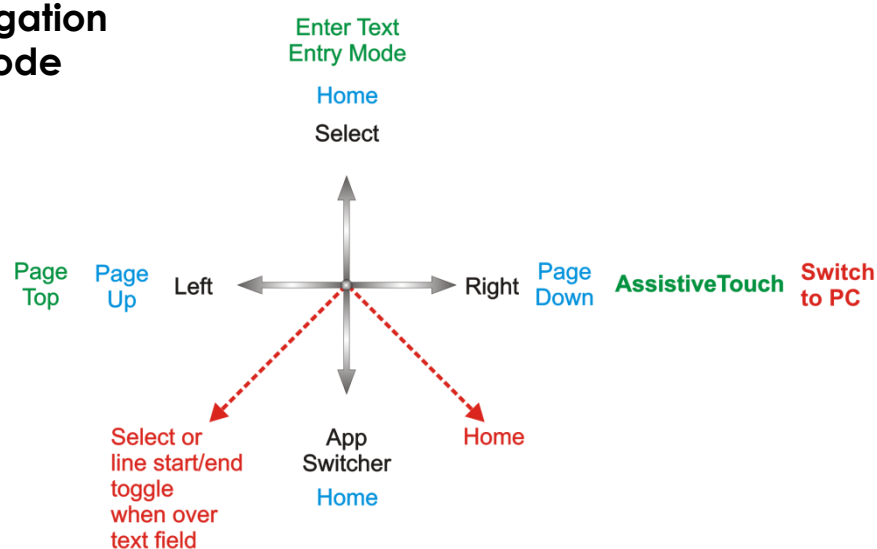 gation
ode
Enter Text
Entry Mode
Home
Select
Page
Top
Page
Up
Left
Right
Page
Down
AssistiveTouch
Switch
to PC
Select or
line start/end
toggle
when over
text field
App
Switcher
Home
Home